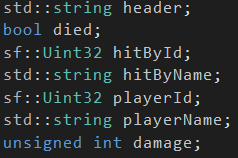 std::string header;
bool died;
sf::Uint32 hitById;
std::string hitByName;
sf::Uint32 playerId;
std::string playerName;
unsigned int damage;